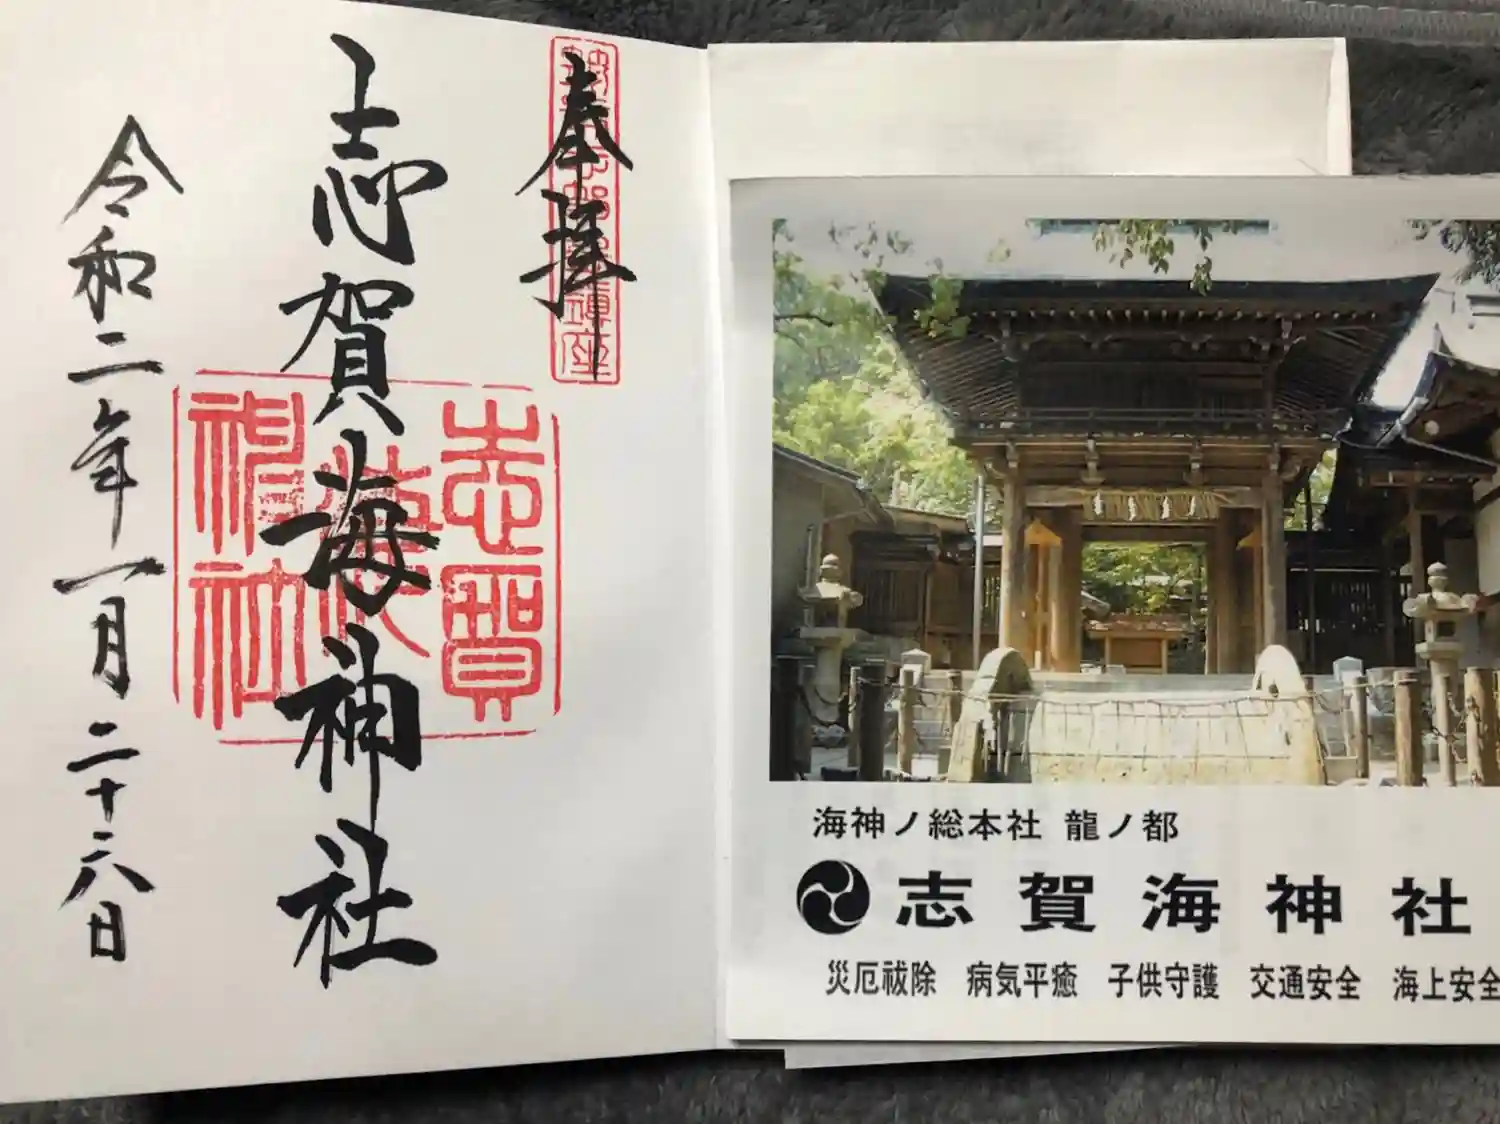 奉拝
志賀海神社
令和二年一月二十六日
志賀
海
神社
海神ノ総本社 龍ノ都
志賀海神社
災厄祓除 病気平癒 子供守護 交通安全 海上安全